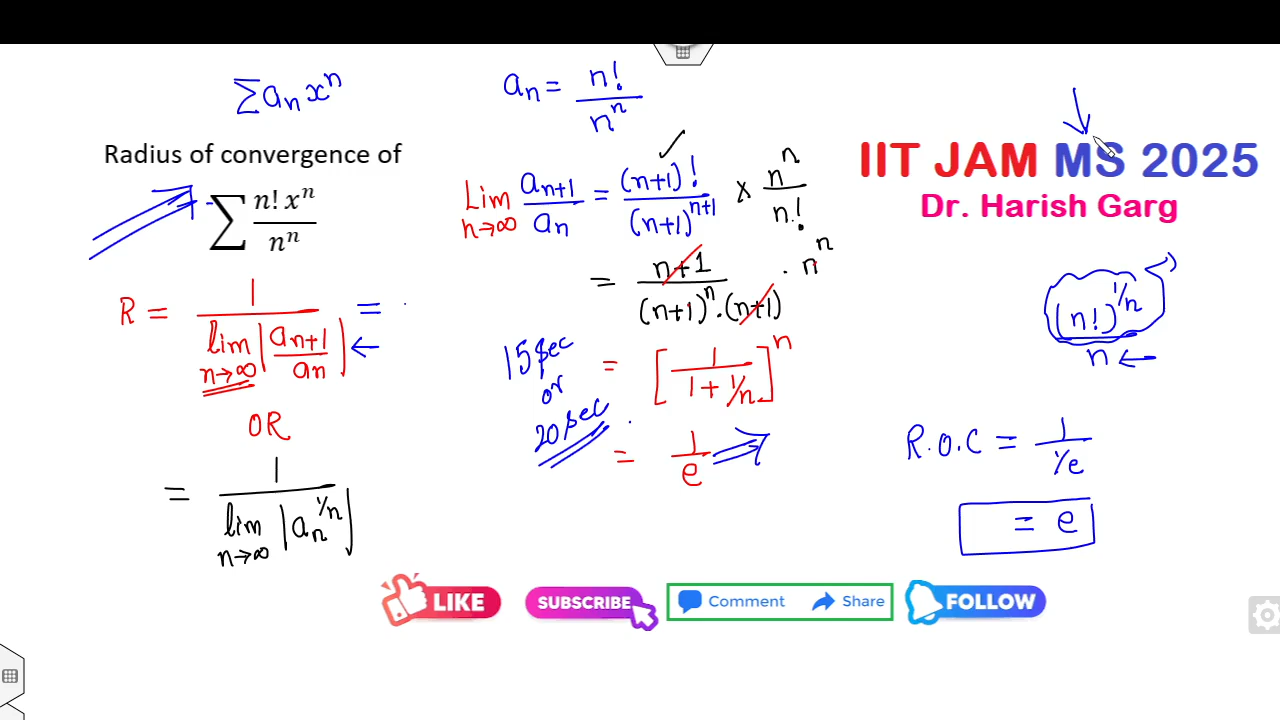 ∑ aₙ xⁿ
aₙ = n! / nⁿ
Radius of convergence of
∑ n! xⁿ / nⁿ
R = 1 / lim n→∞ |aₙ₊₁ / aₙ| =
OR
= 1 / lim n→∞ |aₙ^(1/n)|
Lim n→∞ aₙ₊₁ / aₙ = (n+1)! / (n+1)ⁿ⁺¹ × nⁿ / n!
= n+1 / (n+1)ⁿ · (n+1) · nⁿ
= [1 / 1 + 1/n]ⁿ
= 1 / e
15 sec
or
20 sec
IIT JAM MS 2025
Dr. Harish Garg
(n!)^(1/n) / n
R.O.C = 1 / 1/e
= e
LIKE SUBSCRIBE Comment Share FOLLOW